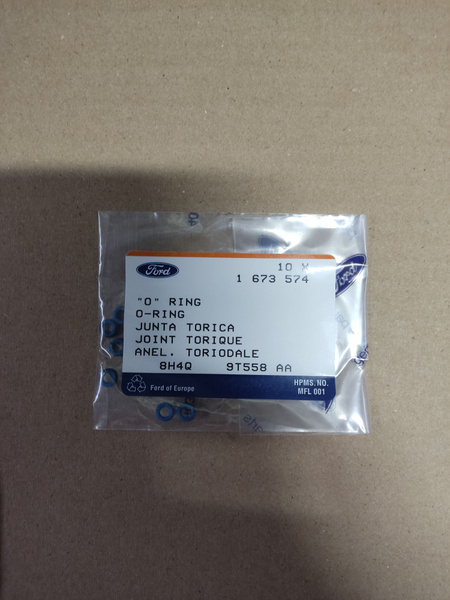 Ford
10 X
1 673 574
"O" RING
O-RING
JUNTA TORICA
JOINT TORIQUE
ANEL. TORIODALE
8H4Q 9T558 AA
Ford of Europe
HPMS. NO.
MFL 001
Ford